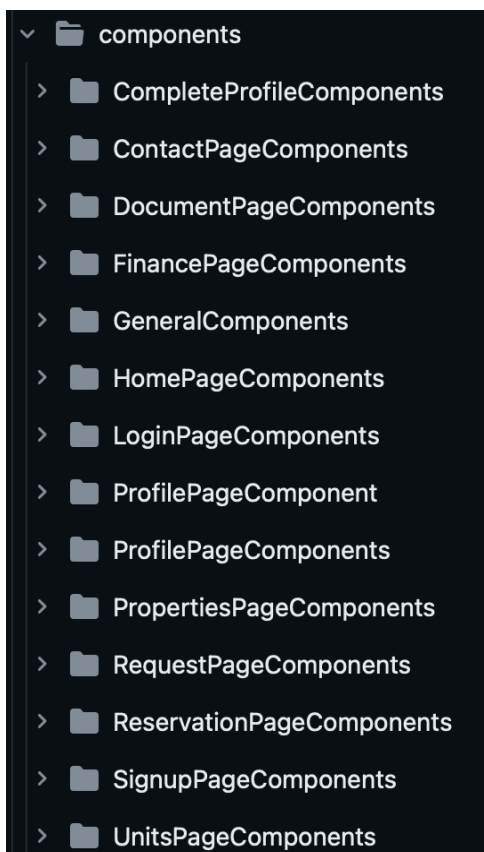 components
CompleteProfileComponents
ContactPageComponents
DocumentPageComponents
FinancePageComponents
GeneralComponents
HomePageComponents
LoginPageComponents
ProfilePageComponent
ProfilePageComponents
PropertiesPageComponents
RequestPageComponents
ReservationPageComponents
SignupPageComponents
UnitsPageComponents